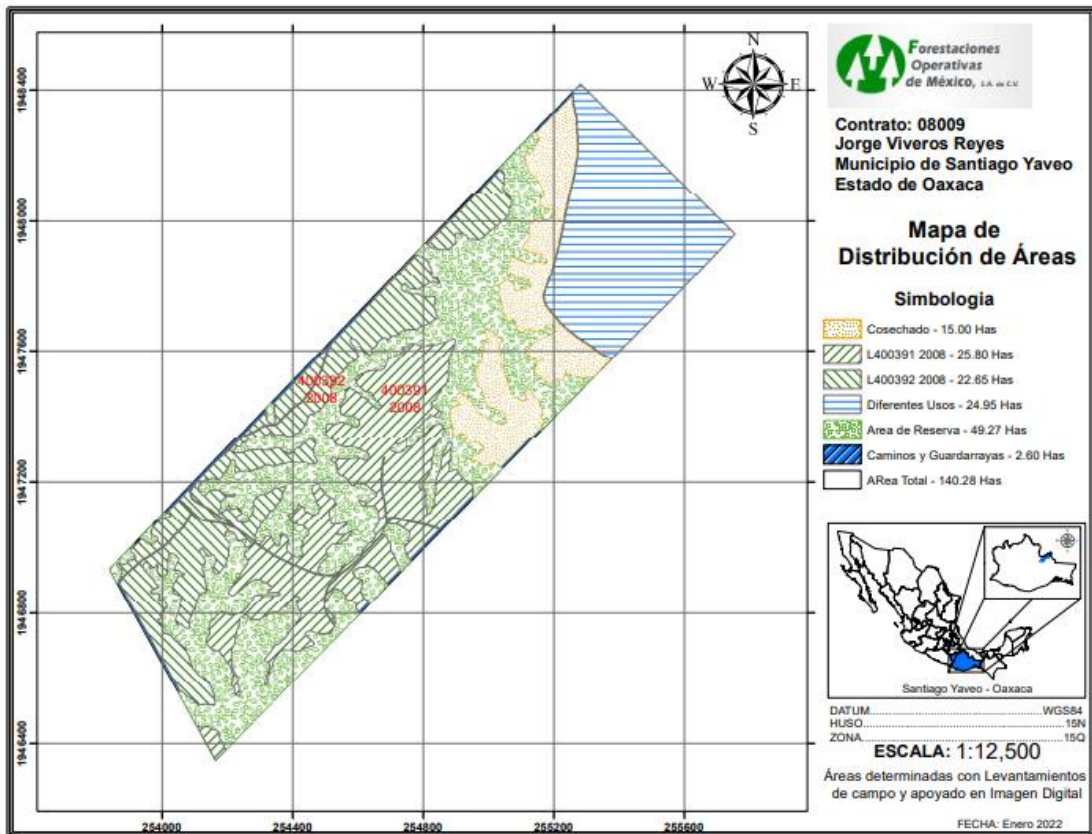 N
W E
S
1948400
1948000
1947600
1947200
1946800
1946400
254000 254400 254800 255200 255600
400392
2008
400391
2008
Forestaciones
Operativas
de México, S.A. de C.V.
Contrato: 08009
Jorge Viveros Reyes
Municipio de Santiago Yaveo
Estado de Oaxaca
Mapa de
Distribución de Áreas
Simbologia
Cosechado - 15.00 Has
L400391 2008 - 25.80 Has
L400392 2008 - 22.65 Has
Diferentes Usos - 24.95 Has
Area de Reserva - 49.27 Has
Caminos y Guardarrayas - 2.60 Has
ARea Total - 140.28 Has
Santiago Yaveo - Oaxaca
DATUM..........................................WGS84
HUSO.................................................15N
ZONA.................................................15Q
ESCALA: 1:12,500
Áreas determinadas con Levantamientos
de campo y apoyado en Imagen Digital
FECHA: Enero 2022